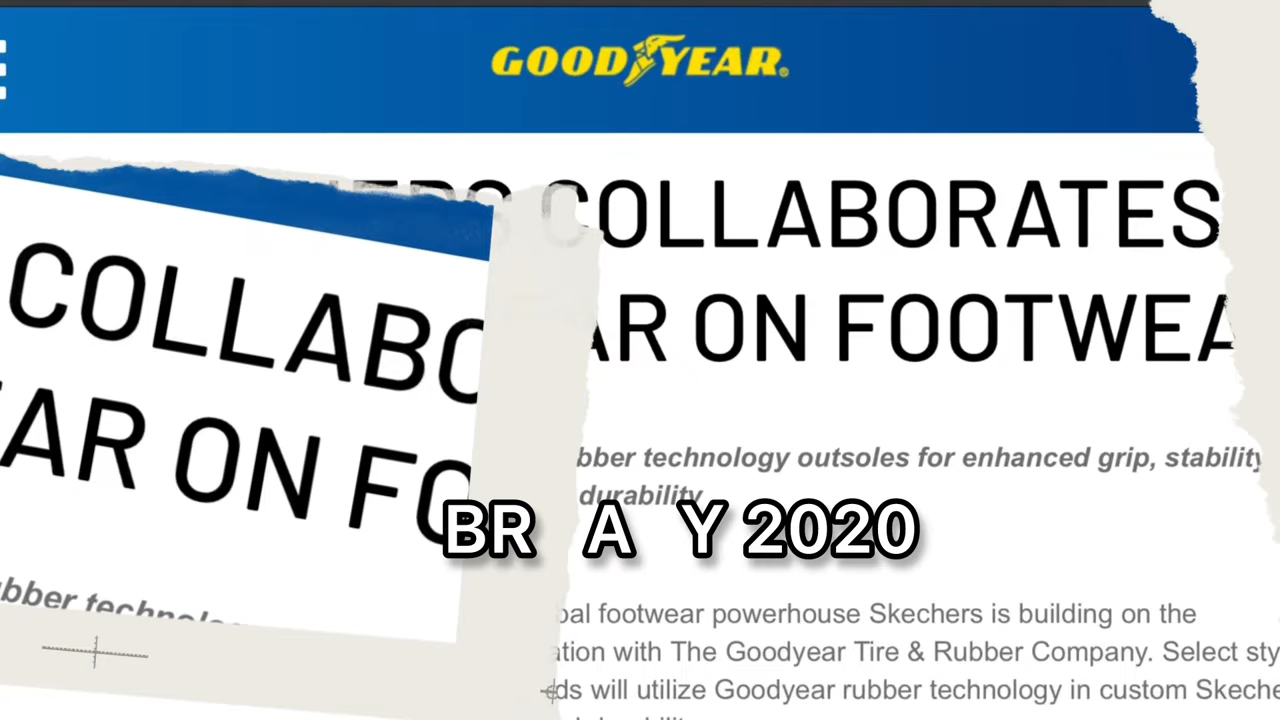 GOODYEAR
COLLABORATES
AR ON FOOTWEA
bber technology outsoles for enhanced grip, stability
durability
bal footwear powerhouse Skechers is building on the
ation with The Goodyear Tire & Rubber Company. Select sty
ds will utilize Goodyear rubber technology in custom Skeche
COLLABO
EAR ON FO
ubber technolo
BR A Y 2020